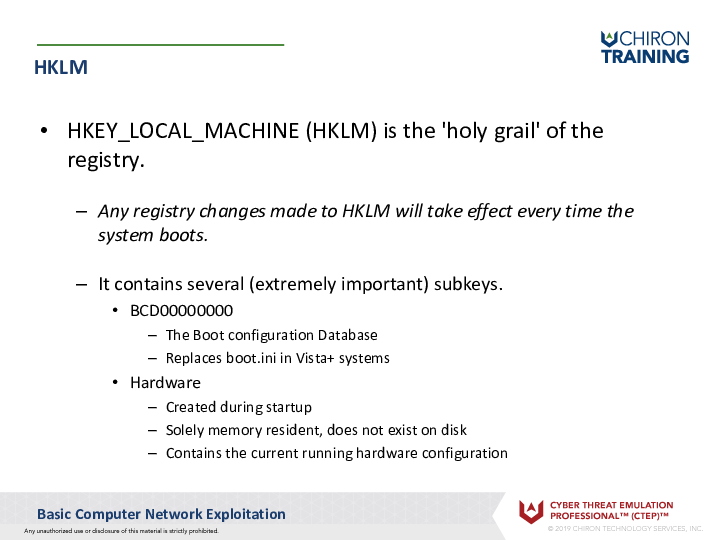 CHIRON
TRAINING
HKLM
• HKEY_LOCAL_MACHINE (HKLM) is the 'holy grail' of the
registry.
– Any registry changes made to HKLM will take effect every time the
system boots.
– It contains several (extremely important) subkeys.
• BCD00000000
– The Boot configuration Database
– Replaces boot.ini in Vista+ systems
• Hardware
– Created during startup
– Solely memory resident, does not exist on disk
– Contains the current running hardware configuration
Basic Computer Network Exploitation
Any unauthorized use or disclosure of this material is strictly prohibited.
CYBER THREAT EMULATION
PROFESSIONAL™ (CTEP)™
© 2019 CHIRON TECHNOLOGY SERVICES, INC.